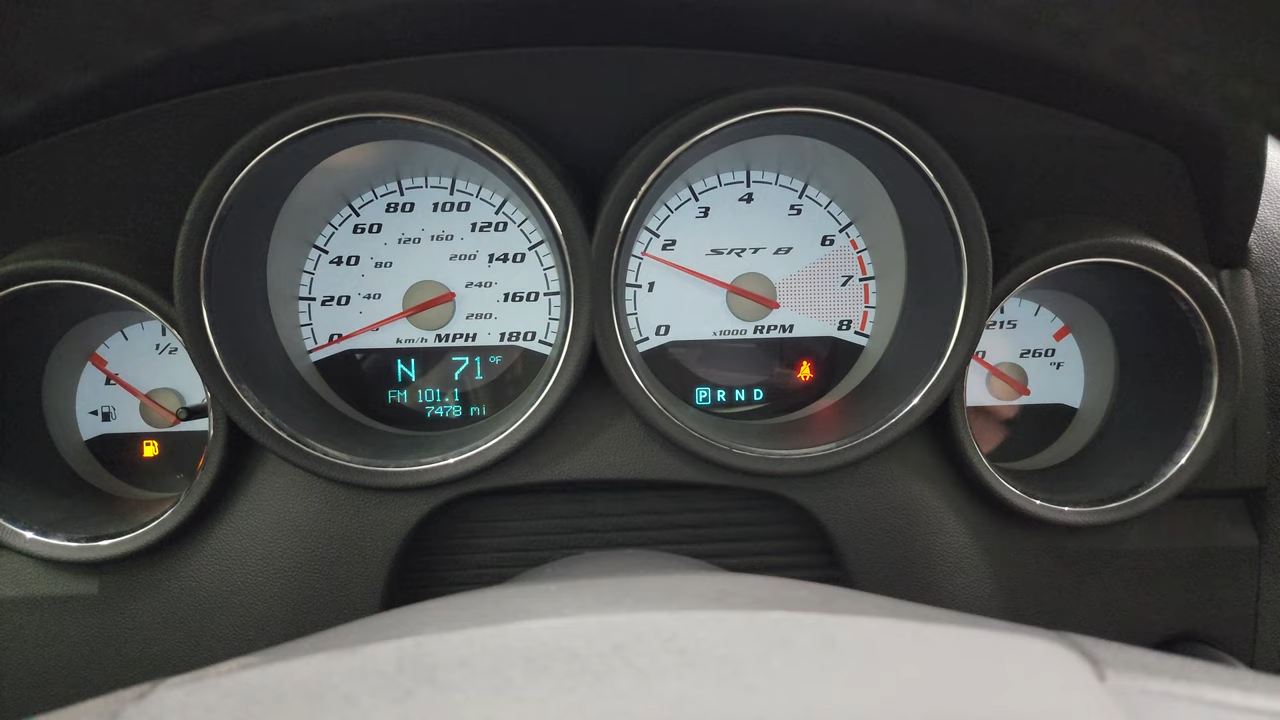 1/2
E
80 100
60 120
120 160
40 80 200 140
240
20 40 160
280
0 km/h MPH 180
N 71°F
FM 101.1
7478 mi
4
3 5
2 6
SRT 8
1 7
0 x1000 RPM 8
P R N D
215
260
°F